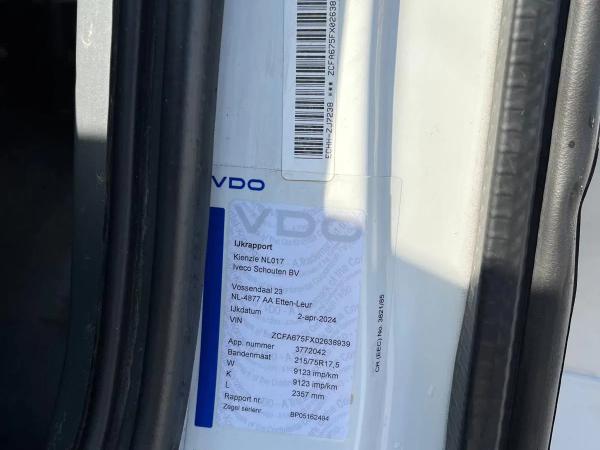 ECHH-ZJ7238 *** ZCFA675FX02638
VDO
VDO
IJkrapport
Kienzle NL017
Iveco Schouten BV
Vossendaal 23
NL-4877 AA Etten-Leur
IJkdatum 2-apr-2024
VIN
ZCFA675FX02638939
App. nummer 3772042
Bandenmaat 215/75R17,5
W 9123 imp/km
K 9123 imp/km
L 2357 mm
Rapport nr.
Zegel serienr. BP05162494
CR (EEC) No. 3821/85